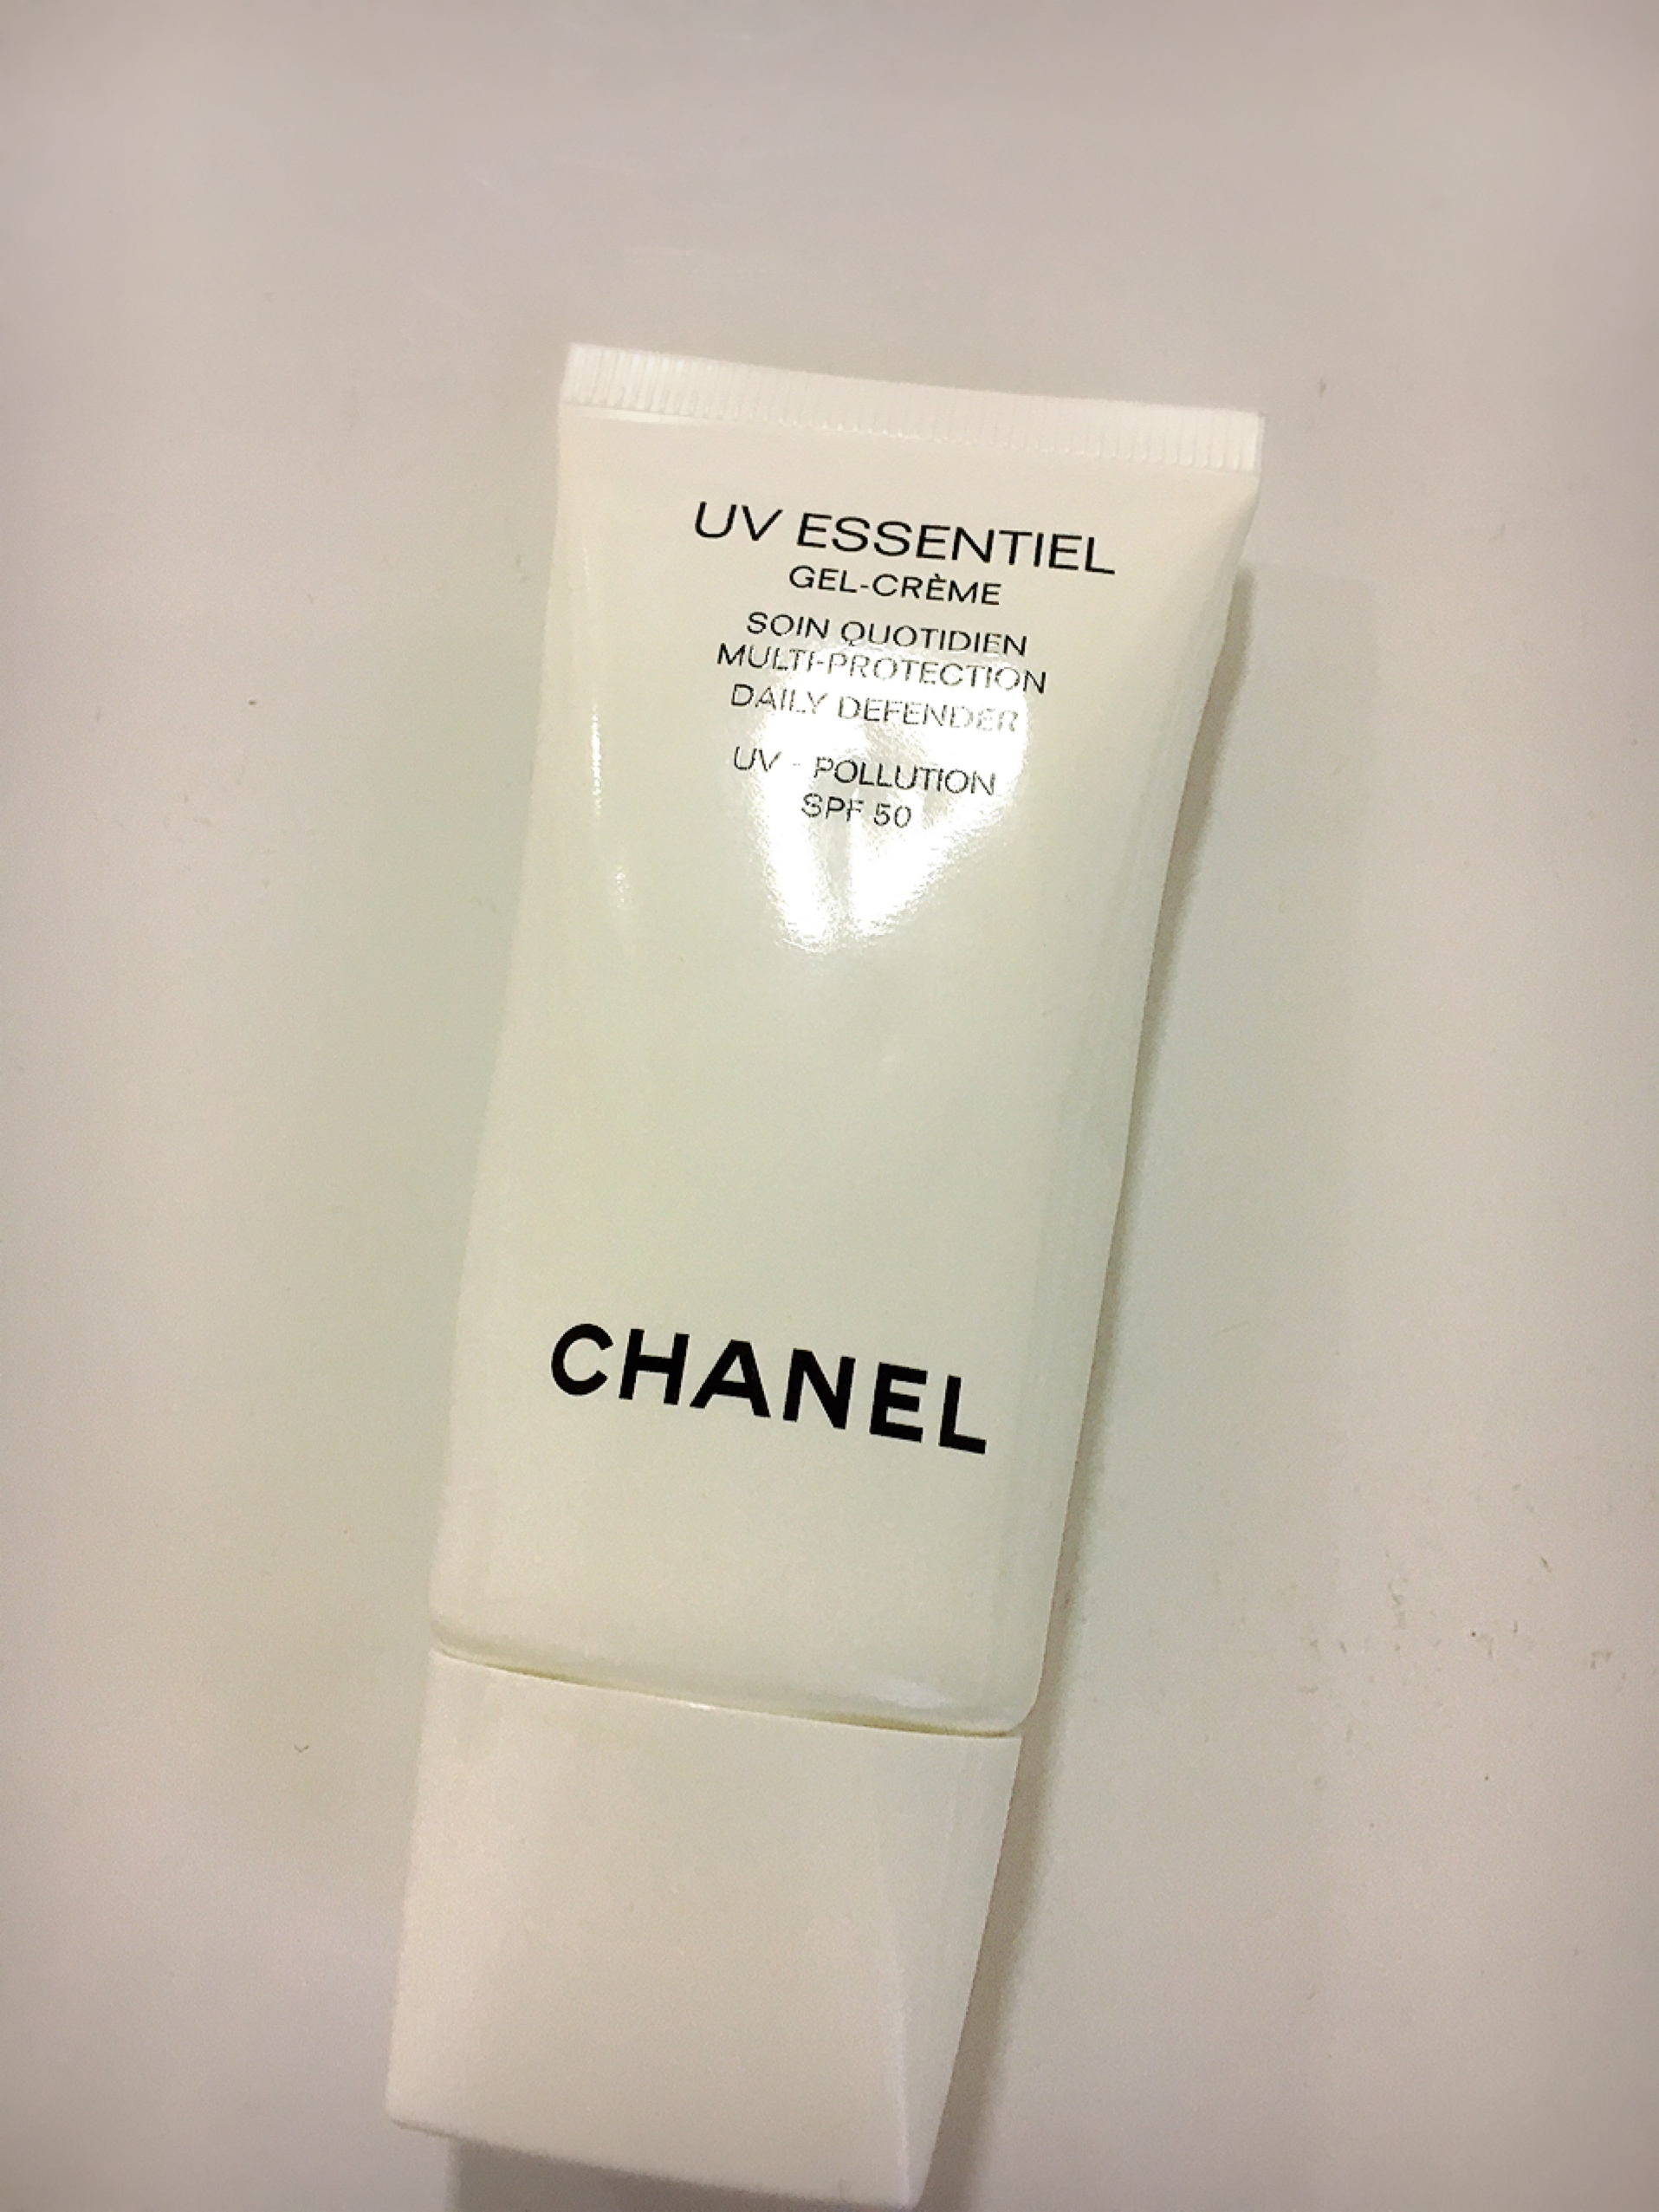 UV ESSENTIEL
GEL-CRÈME
SOIN QUOTIDIEN
MULTI-PROTECTION
DAILY DEFENDER
UV - POLLUTION
SPF 50
CHANEL